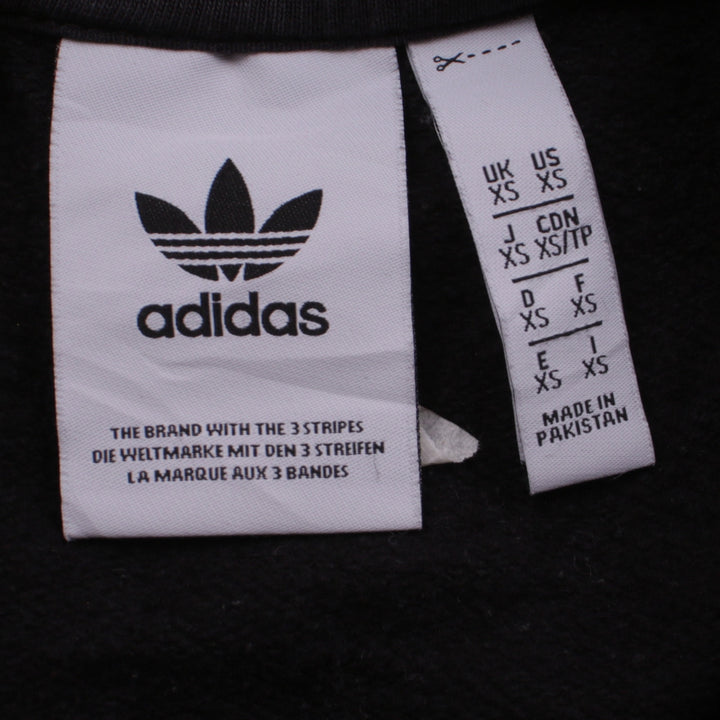 adidas
THE BRAND WITH THE 3 STRIPES
DIE WELTMARKE MIT DEN 3 STREIFEN
LA MARQUE AUX 3 BANDES
UK US
XS XS
J CDN
XS XS/TP
D F
XS XS
E I
XS XS
MADE IN
PAKISTAN